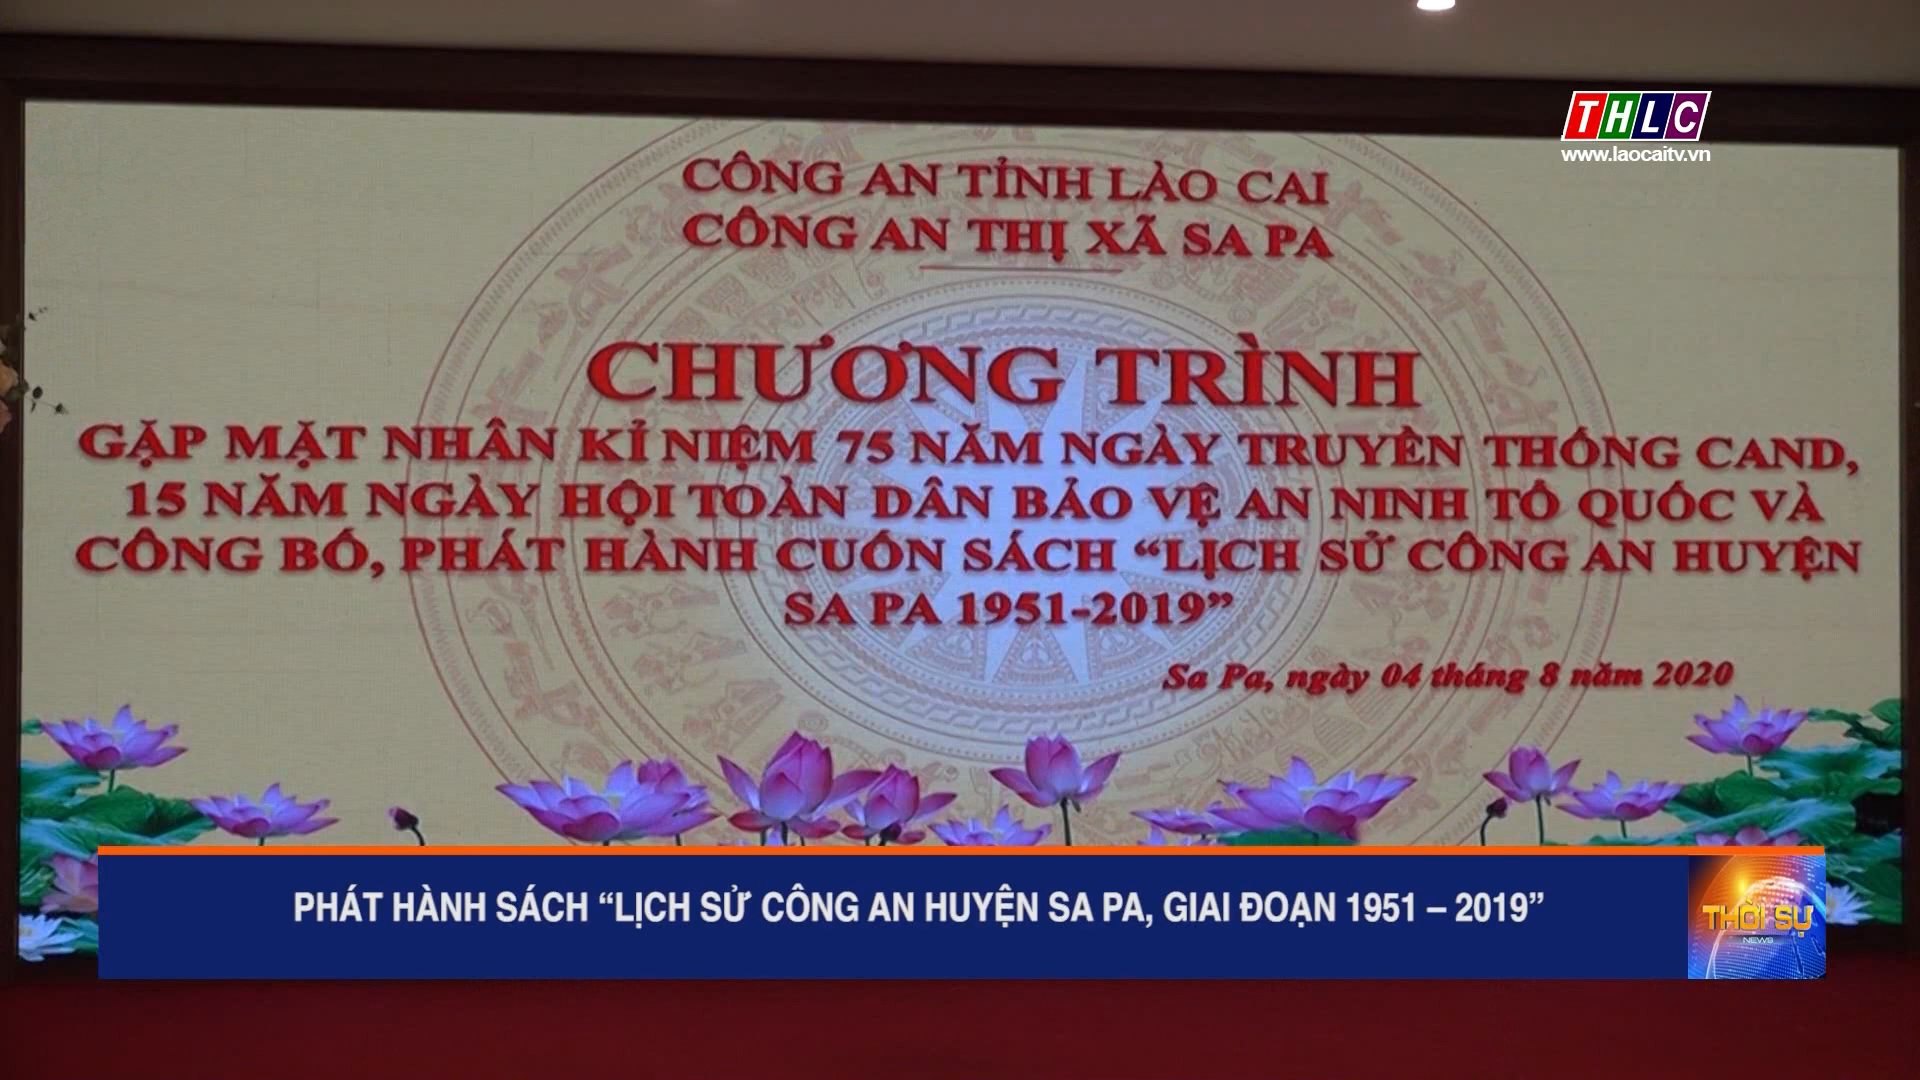 THLC
www.laocaitv.vn
CÔNG AN TỈNH LÀO CAI
CÔNG AN THỊ XÃ SA PA
CHƯƠNG TRÌNH
GẶP MẶT NHÂN KỈ NIỆM 75 NĂM NGÀY TRUYỀN THỐNG CAND,
15 NĂM NGÀY HỘI TOÀN DÂN BẢO VỆ AN NINH TỔ QUỐC VÀ
CÔNG BỐ, PHÁT HÀNH CUỐN SÁCH “LỊCH SỬ CÔNG AN HUYỆN
SA PA 1951-2019”
Sa Pa, ngày 04 tháng 8 năm 2020
PHÁT HÀNH SÁCH “LỊCH SỬ CÔNG AN HUYỆN SA PA, GIAI ĐOẠN 1951 – 2019”
THỜI SỰ
NEWS